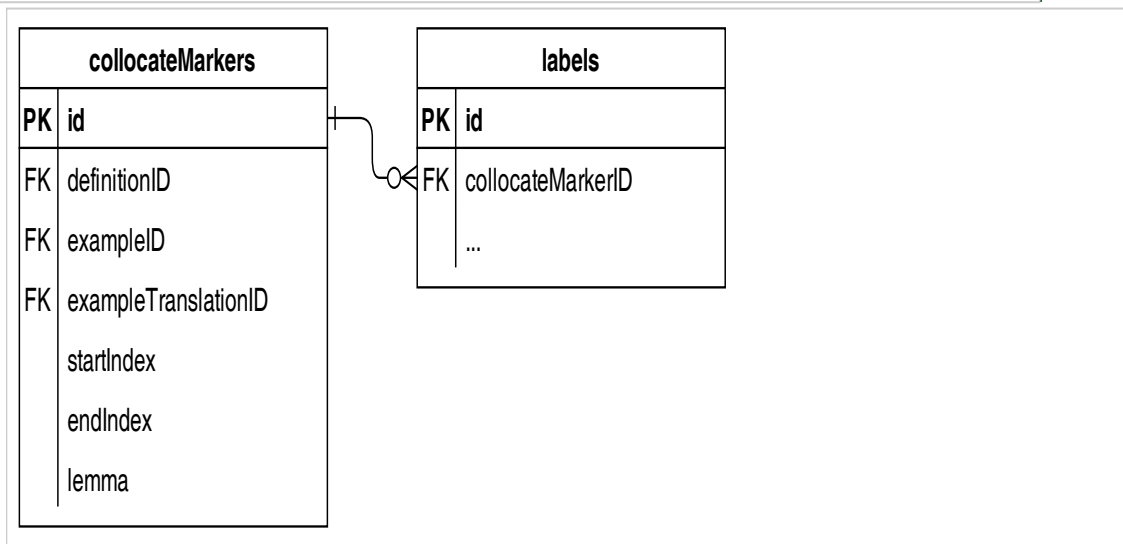 collocateMarkers
PK id
FK definitionID
FK exampleID
FK exampleTranslationID
startIndex
endIndex
lemma
labels
PK id
FK collocateMarkerID
...